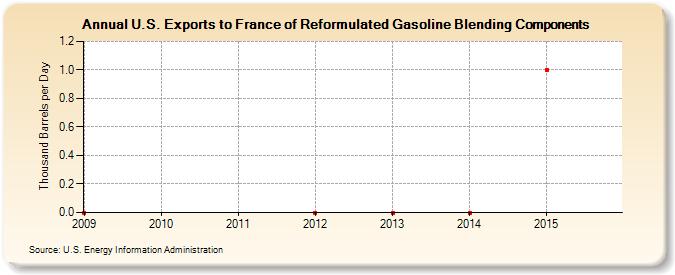 Annual U.S. Exports to France of Reformulated Gasoline Blending Components
Thousand Barrels per Day
1.2
1.0
0.8
0.6
0.4
0.2
0.0
2009 2010 2011 2012 2013 2014 2015
Source: U.S. Energy Information Administration